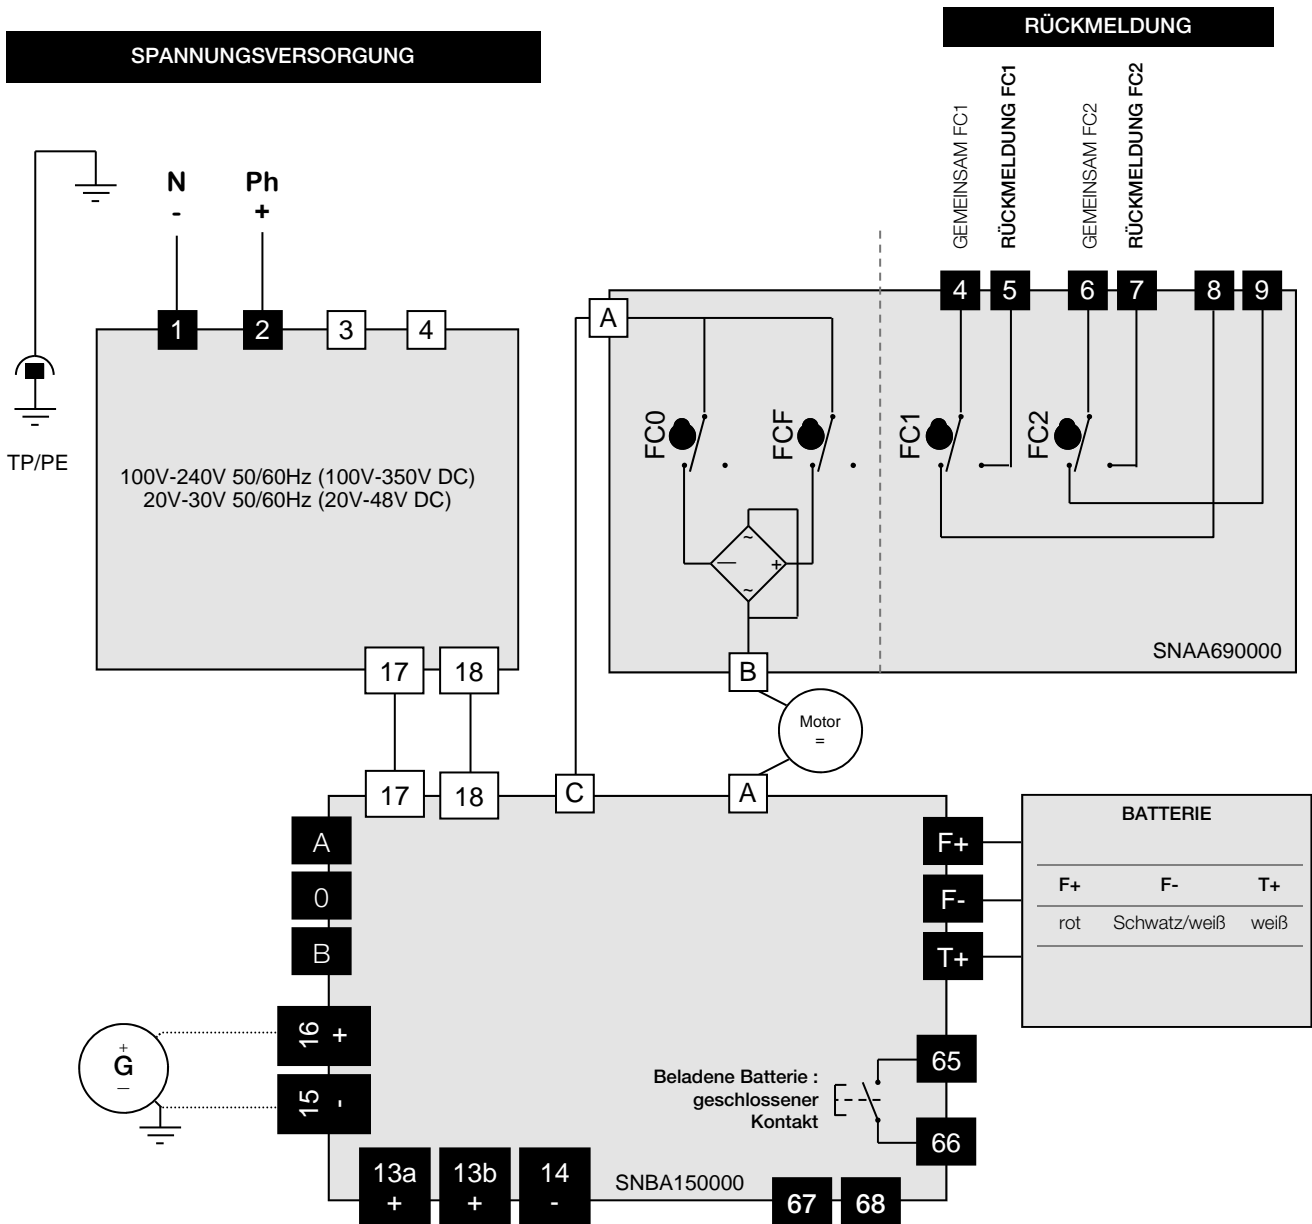 SPANNUNGSVERSORGUNG
RÜCKMELDUNG
GEMEINSAM FC1
RÜCKMELDUNG FC1
GEMEINSAM FC2
RÜCKMELDUNG FC2
N
-
Ph
+
1
2
3
4
TP/PE
100V-240V 50/60Hz (100V-350V DC)
20V-30V 50/60Hz (20V-48V DC)
17
18
A
4
5
6
7
8
9
FC0
FCF
FC1
FC2
~
—
+
~
SNAA690000
B
Motor
=
17
18
C
A
A
0
B
16 +
15 -
+
G
—
F+
F-
T+
BATTERIE
F+ F- T+
rot Schwatz/weiß weiß
Beladene Batterie :
geschlossener
Kontakt
65
66
13a
+
13b
+
14
-
SNBA150000
67
68